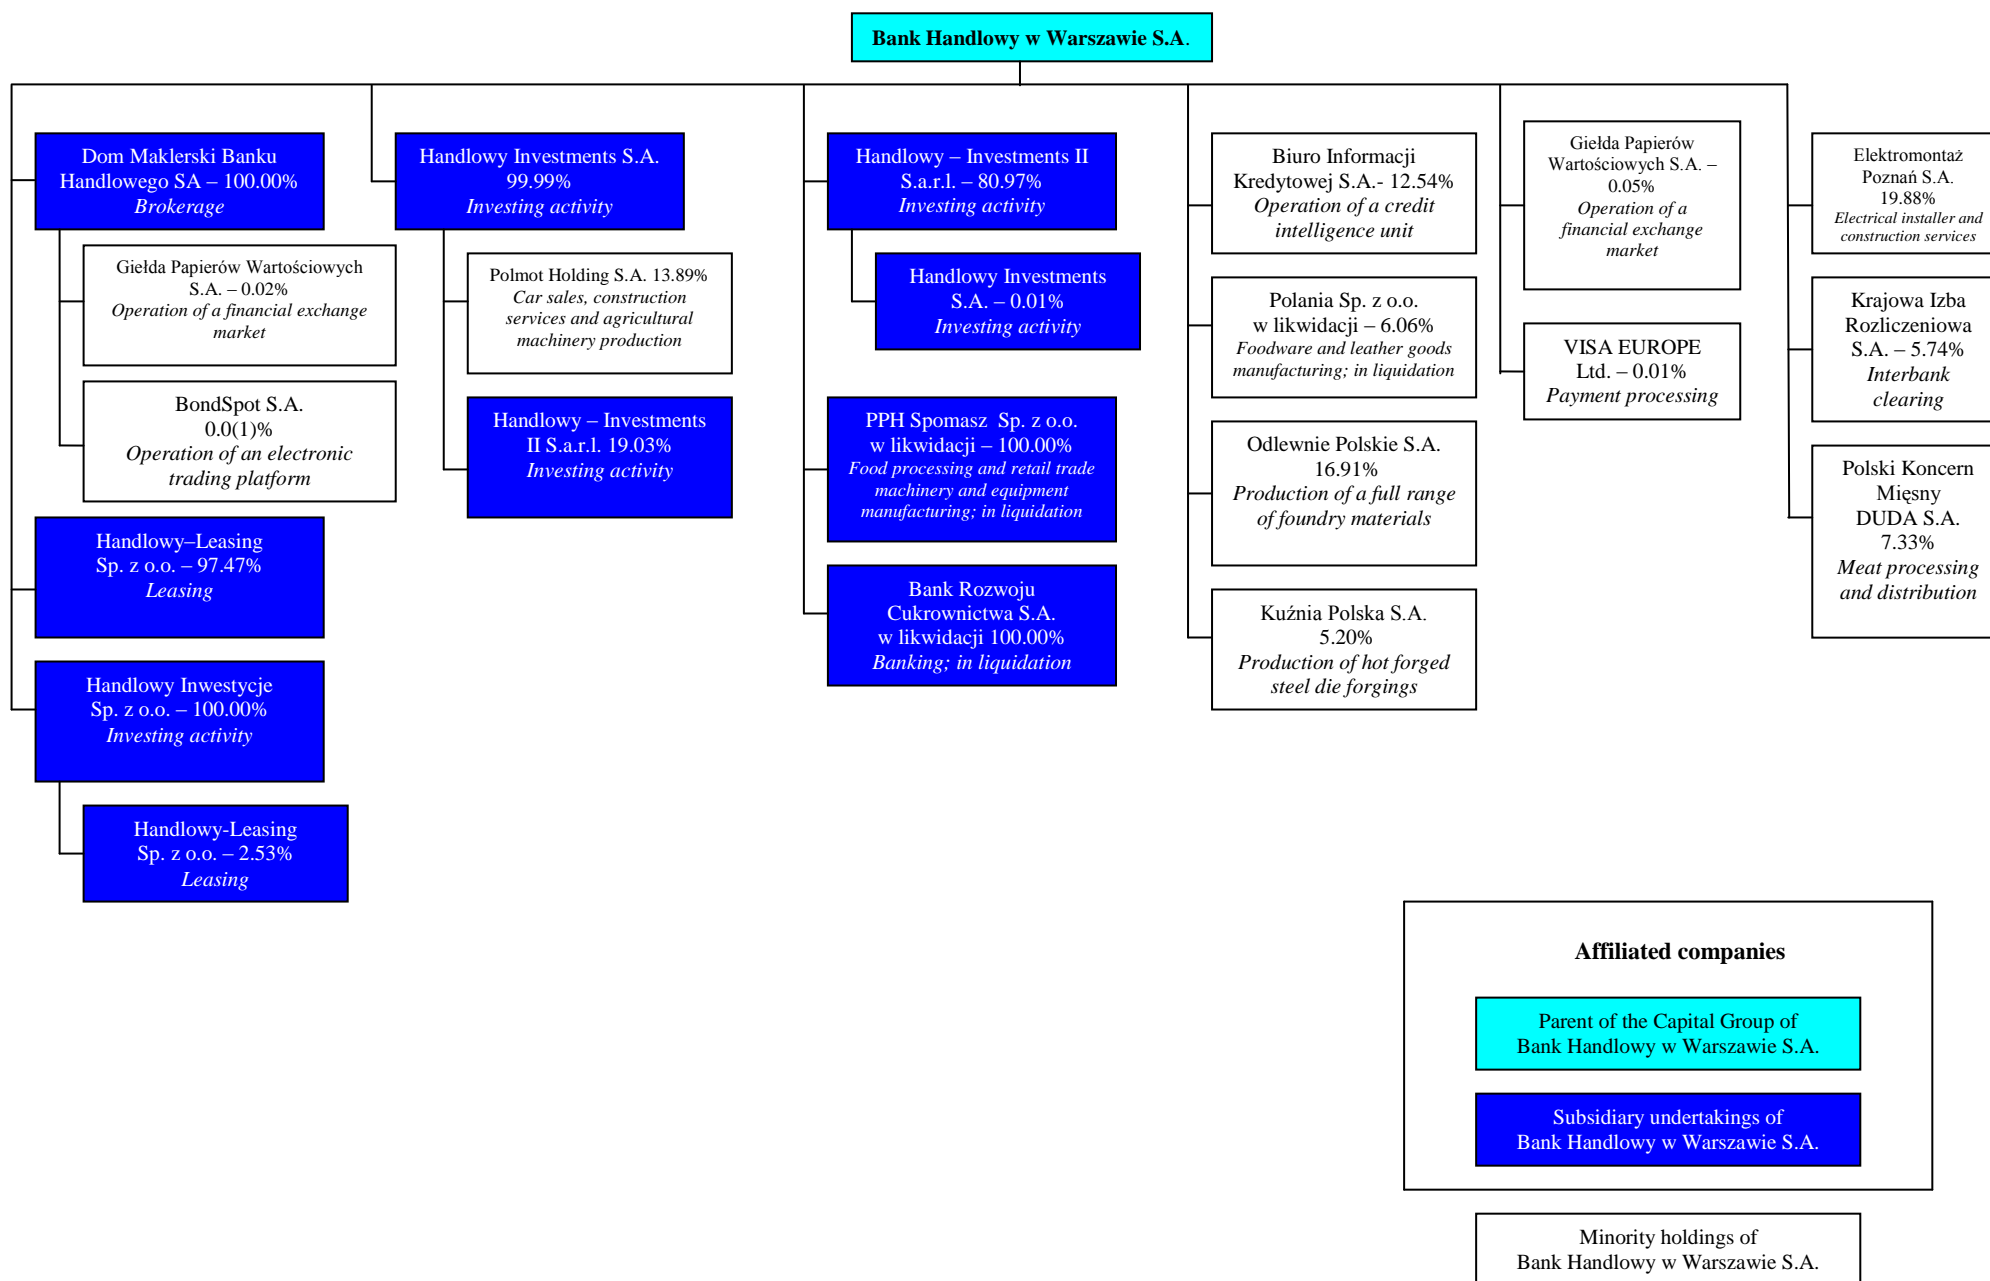 Bank Handlowy w Warszawie S.A.
Dom Maklerski Banku
Handlowego SA – 100.00%
Brokerage
Giełda Papierów Wartościowych
S.A. – 0.02%
Operation of a financial exchange
market
BondSpot S.A.
0.0(1)%
Operation of an electronic
trading platform
Handlowy–Leasing
Sp. z o.o. – 97.47%
Leasing
Handlowy Inwestycje
Sp. z o.o. – 100.00%
Investing activity
Handlowy-Leasing
Sp. z o.o. – 2.53%
Leasing
Handlowy Investments S.A.
99.99%
Investing activity
Polmot Holding S.A. 13.89%
Car sales, construction
services and agricultural
machinery production
Handlowy – Investments
II S.a.r.l. 19.03%
Investing activity
Handlowy – Investments II
S.a.r.l. – 80.97%
Investing activity
Handlowy Investments
S.A. – 0.01%
Investing activity
PPH Spomasz Sp. z o.o.
w likwidacji – 100.00%
Food processing and retail trade
machinery and equipment
manufacturing; in liquidation
Bank Rozwoju
Cukrownictwa S.A.
w likwidacji 100.00%
Banking; in liquidation
Biuro Informacji
Kredytowej S.A.- 12.54%
Operation of a credit
intelligence unit
Polania Sp. z o.o.
w likwidacji – 6.06%
Foodware and leather goods
manufacturing; in liquidation
Odlewnie Polskie S.A.
16.91%
Production of a full range
of foundry materials
Kuźnia Polska S.A.
5.20%
Production of hot forged
steel die forgings
Giełda Papierów
Wartościowych S.A. –
0.05%
Operation of a
financial exchange
market
VISA EUROPE
Ltd. – 0.01%
Payment processing
Elektromontaż
Poznań S.A.
19.88%
Electrical installer and
construction services
Krajowa Izba
Rozliczeniowa
S.A. – 5.74%
Interbank
clearing
Polski Koncern
Mięsny
DUDA S.A.
7.33%
Meat processing
and distribution
Affiliated companies
Parent of the Capital Group of
Bank Handlowy w Warszawie S.A.
Subsidiary undertakings of
Bank Handlowy w Warszawie S.A.
Minority holdings of
Bank Handlowy w Warszawie S.A.